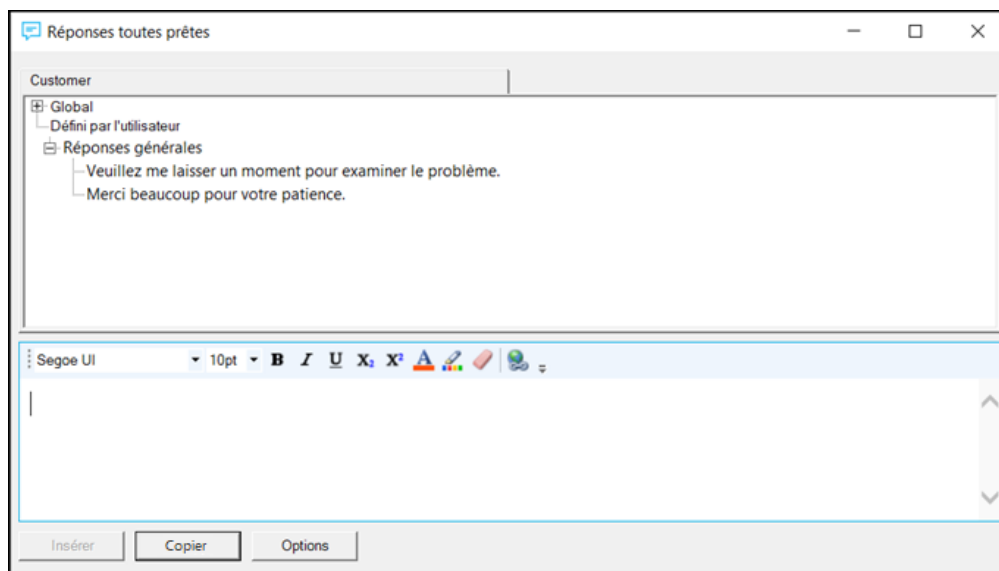 Réponses toutes prêtes
Customer
Global
Défini par l'utilisateur
Réponses générales
Veuillez me laisser un moment pour examiner le problème.
Merci beaucoup pour votre patience.
Segoe UI 10pt B I U X₂ X² A
Insérer Copier Options